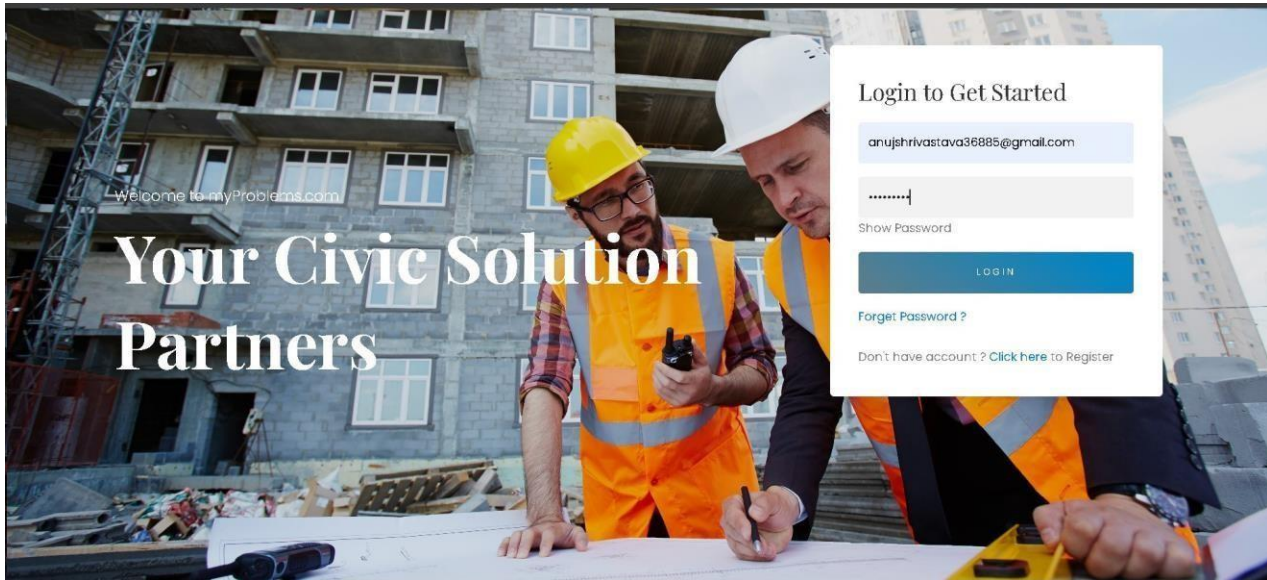 Welcome to myProblems.com
Your Civic Solution
Partners
Login to Get Started
anujshrivastava36885@gmail.com
•••••••••
Show Password
LOGIN
Forget Password ?
Don't have account ? Click here to Register